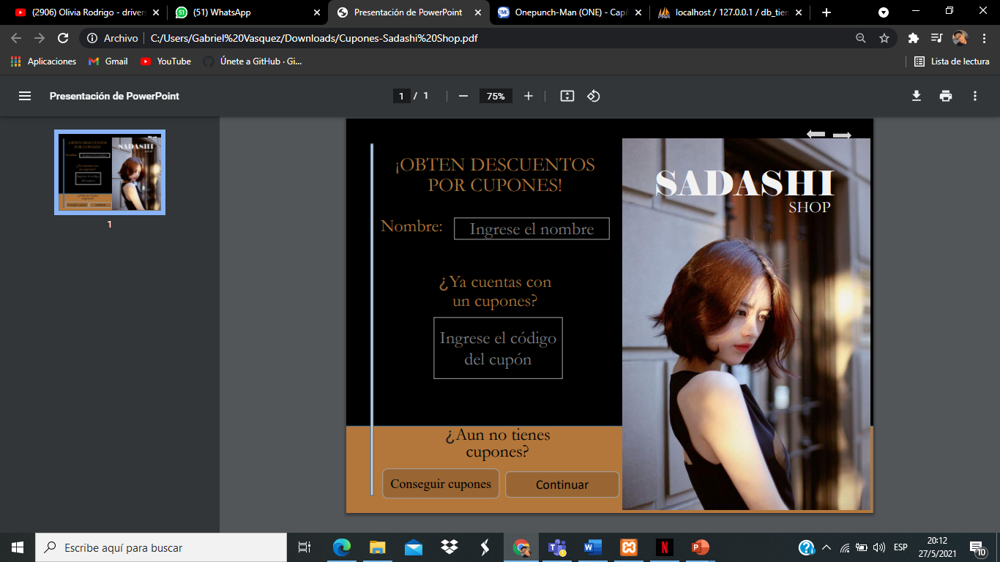 (2906) Olivia Rodrigo - drivers
(51) WhatsApp
Presentación de PowerPoint
Onepunch-Man (ONE) - Capí
localhost / 127.0.0.1 / db_tien
Archivo
C:/Users/Gabriel%20Vasquez/Downloads/Cupones-Sadashi%20Shop.pdf
Aplicaciones
Gmail
YouTube
Únete a GitHub · Gi...
Lista de lectura
Presentación de PowerPoint
1 / 1
75%
1
¡OBTEN DESCUENTOS
POR CUPONES!
Nombre:
Ingrese el nombre
¿Ya cuentas con
un cupones?
Ingrese el código
del cupón
¿Aun no tienes
cupones?
Conseguir cupones
Continuar
SADASHI
SHOP
Escribe aquí para buscar
ESP
20:12
27/5/2021
10